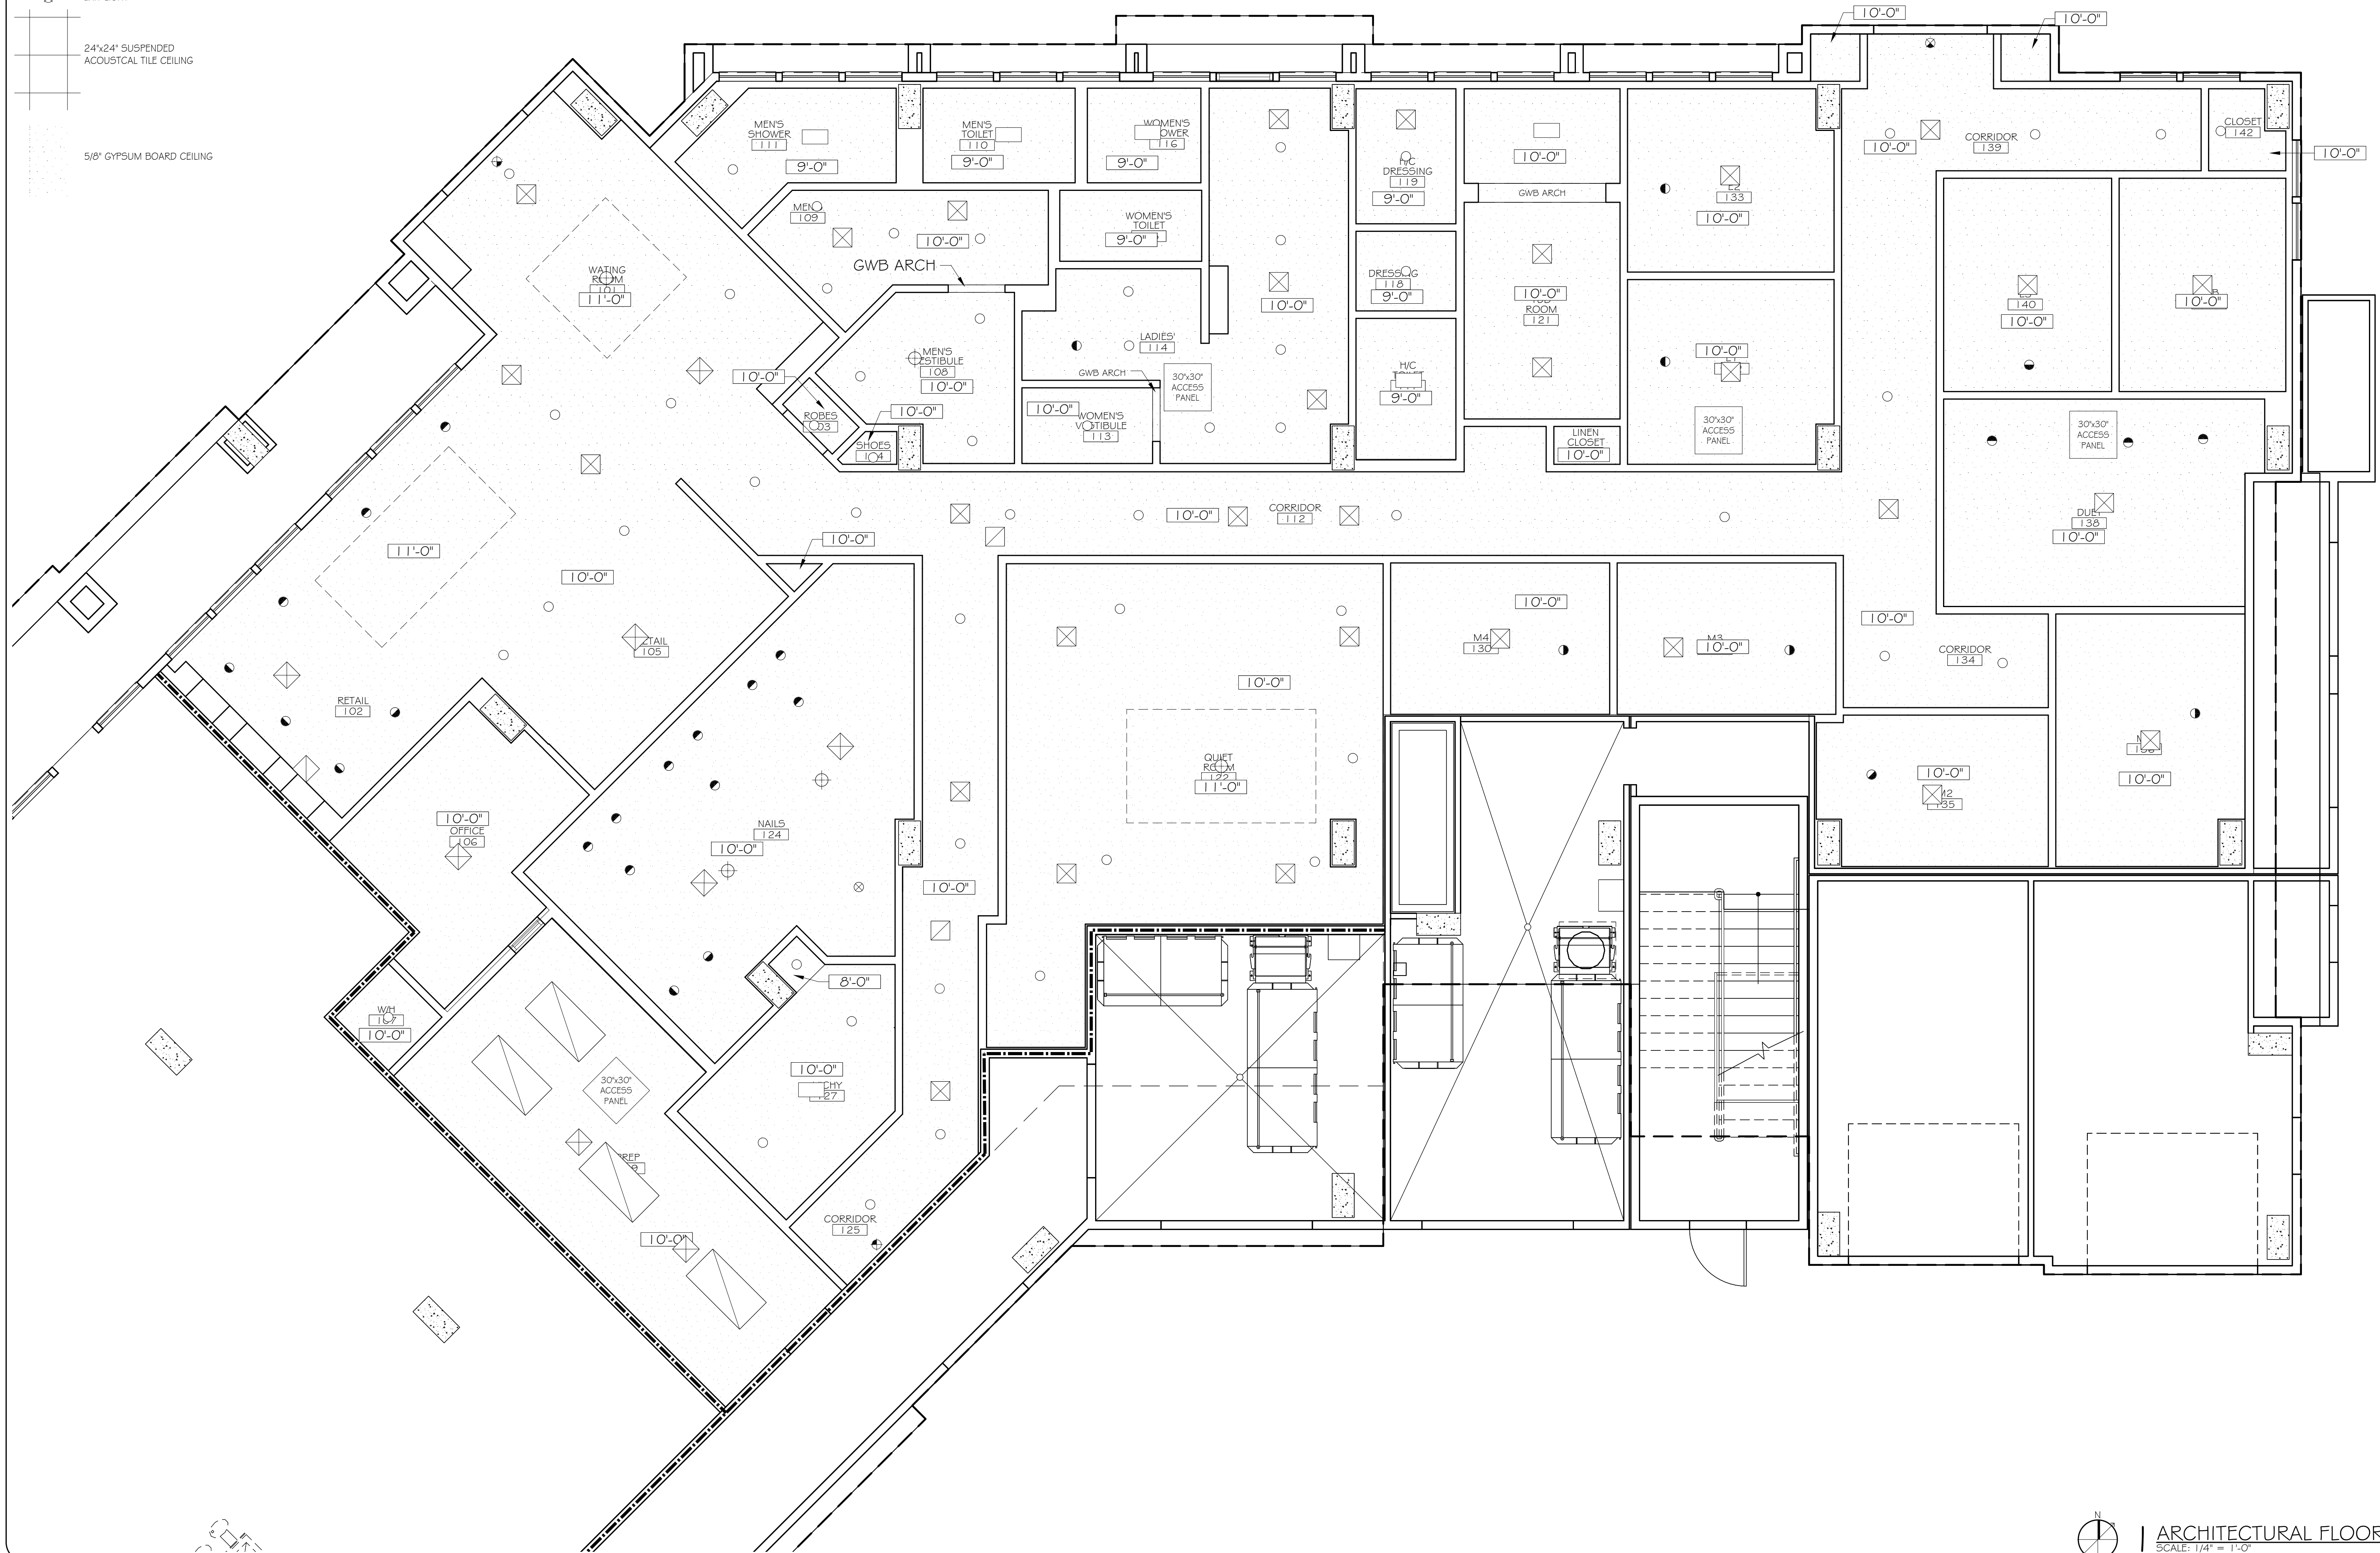 24"x24" SUSPENDED
ACOUSTCAL TILE CEILING
5/8" GYPSUM BOARD CEILING
10'-0"
10'-0"
MEN'S
SHOWER
111
9'-0"
MEN'S
TOILET
110
9'-0"
WOMEN'S
116
9'-0"
10'-0"
GWB ARCH
133
10'-0"
10'-0"
CORRIDOR
139
CLOSET
142
10'-0"
H/C
DRESSING
119
9'-0"
109
10'-0"
WOMEN'S
TOILET
9'-0"
GWB ARCH
WATING
11'-0"
10'-0"
118
9'-0"
10'-0"
ROOM
121
140
10'-0"
10'-0"
LADIES'
114
MEN'S
108
10'-0"
10'-0"
GWB ARCH
30"x30"
ACCESS
PANEL
H/C
9'-0"
10'-0"
ROBES
10'-0"
SHOES
10'-0"
WOMEN'S
113
30"x30"
ACCESS
PANEL
LINEN
CLOSET
10'-0"
30"x30"
ACCESS
PANEL
138
10'-0"
10'-0"
CORRIDOR
112
10'-0"
11'-0"
10'-0"
105
RETAIL
102
10'-0"
M4
130
10'-0"
10'-0"
10'-0"
CORRIDOR
134
QUIET
11'-0"
10'-0"
10'-0"
10'-0"
OFFICE
NAILS
124
10'-0"
10'-0"
8'-0"
W/H
10'-0"
10'-0"
30"x30"
ACCESS
PANEL
CORRIDOR
125
10'-0"
N
1
ARCHITECTURAL FLOOR
SCALE: 1/4" = 1'-0"